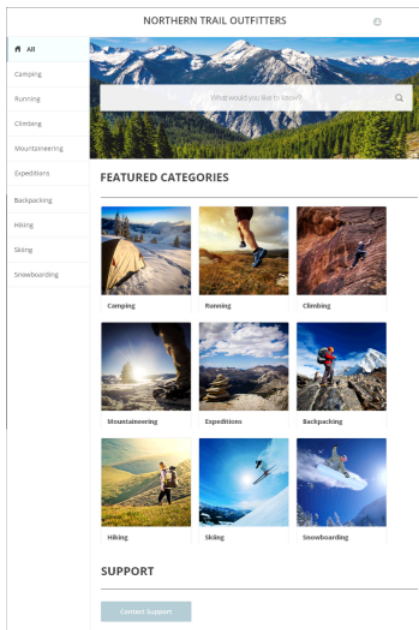 NORTHERN TRAIL OUTFITTERS
All
Camping
Running
Climbing
Mountaineering
Expeditions
Backpacking
Hiking
Skiing
Snowboarding
What would you like to know?
FEATURED CATEGORIES
Camping
Running
Climbing
Mountaineering
Expeditions
Backpacking
Hiking
Skiing
Snowboarding
SUPPORT
Contact Support